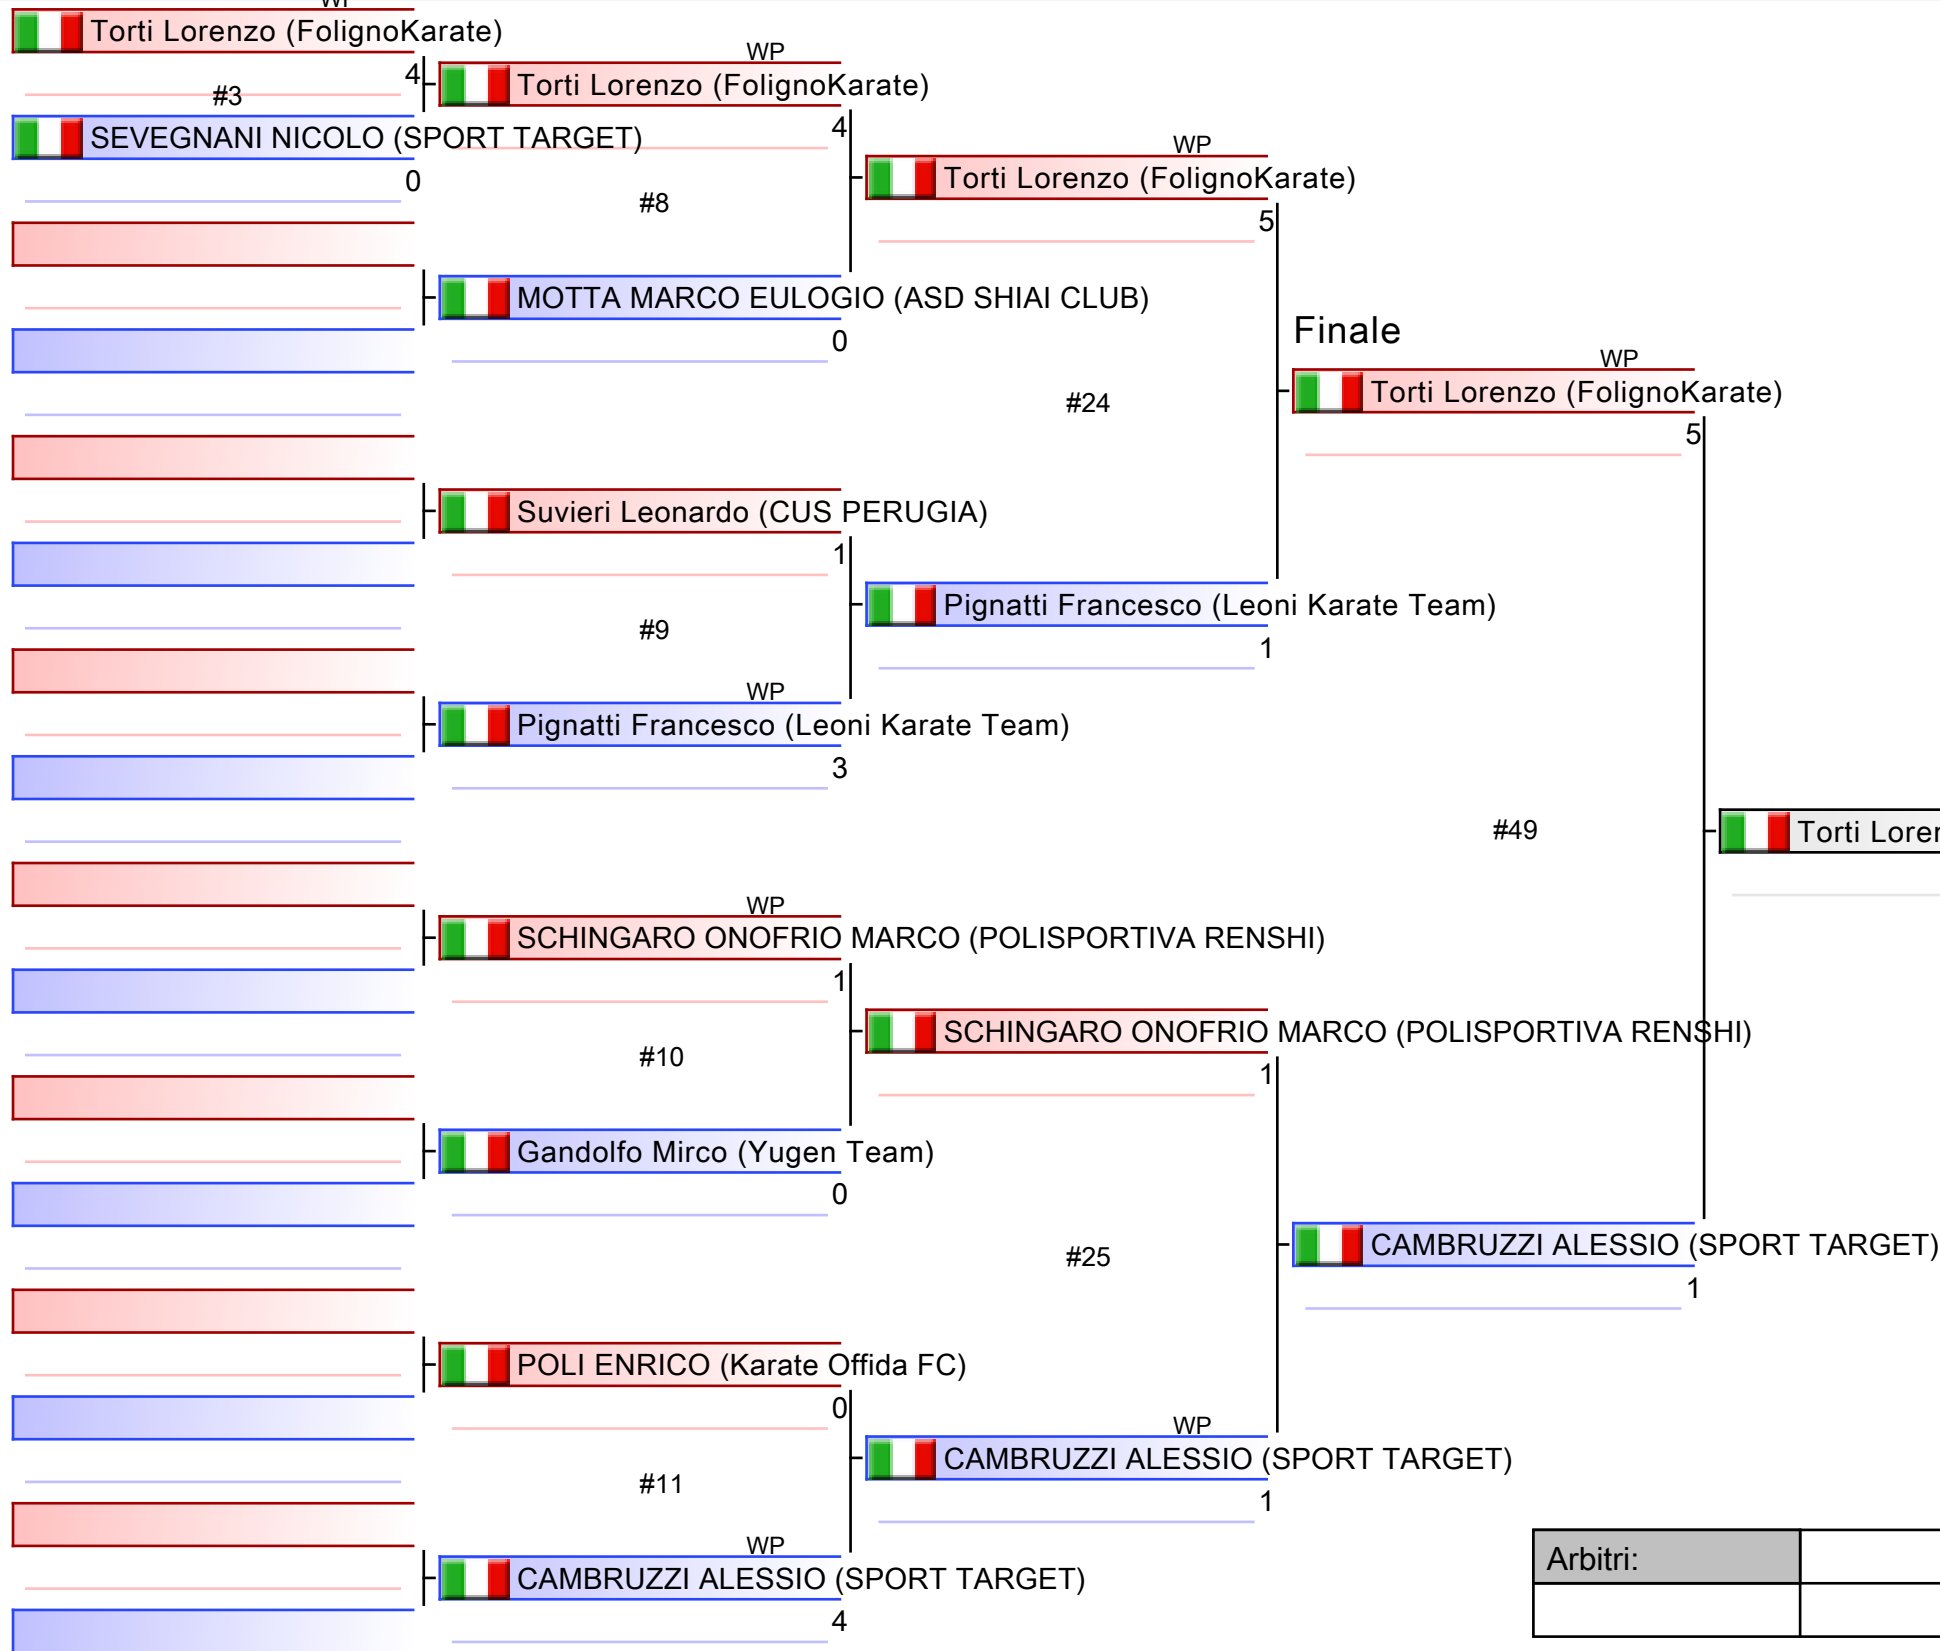 WP
Torti Lorenzo (FolignoKarate)
4
#3
SEVEGNANI NICOLO (SPORT TARGET)
0
WP
Torti Lorenzo (FolignoKarate)
4
#8
MOTTA MARCO EULOGIO (ASD SHIAI CLUB)
0
Suvieri Leonardo (CUS PERUGIA)
1
#9
WP
Pignatti Francesco (Leoni Karate Team)
3
WP
SCHINGARO ONOFRIO MARCO (POLISPORTIVA RENSHI)
1
#10
Gandolfo Mirco (Yugen Team)
0
POLI ENRICO (Karate Offida FC)
0
#11
WP
CAMBRUZZI ALESSIO (SPORT TARGET)
4
WP
Torti Lorenzo (FolignoKarate)
5
#24
Pignatti Francesco (Leoni Karate Team)
1
SCHINGARO ONOFRIO MARCO (POLISPORTIVA RENSHI)
1
#25
WP
CAMBRUZZI ALESSIO (SPORT TARGET)
1
Finale
WP
Torti Lorenzo (FolignoKarate)
5
#49
CAMBRUZZI ALESSIO (SPORT TARGET)
1
Torti
Arbitri: